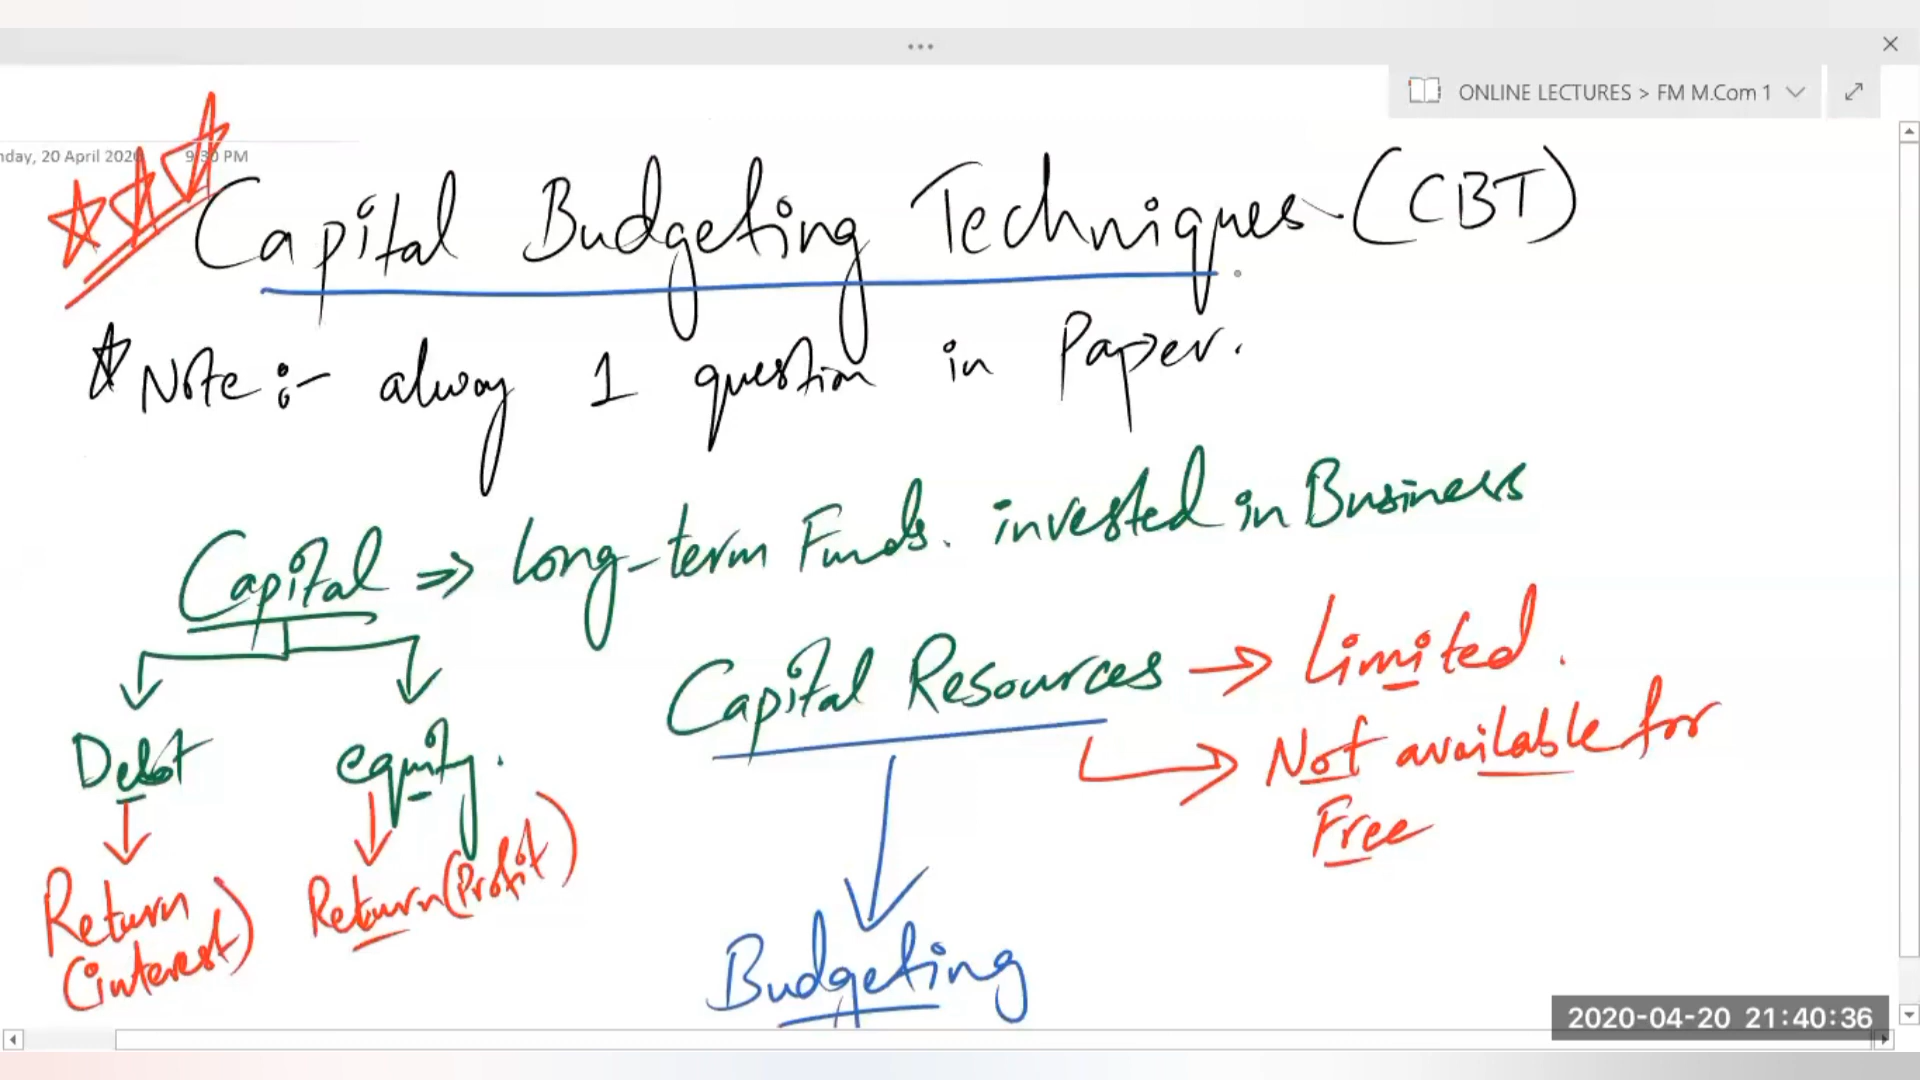 ONLINE LECTURES > FM M.Com 1
nday, 20 April 2020 9:30 PM
Capital Budgeting Techniques (CBT)
Note:- alway 1 question in Paper.
Capital ⇒ Long-term Funds. invested in Business
Capital Resources → Limited.
→ Not available for
Free
Debt equity.
Return (Profit)
Return
(interest)
Budgeting
2020-04-20 21:40:36